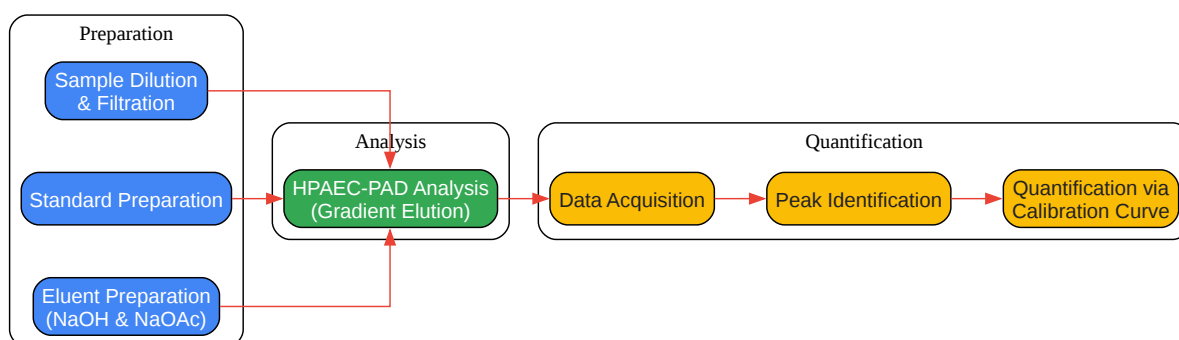 Preparation
Sample Dilution
& Filtration
Standard Preparation
Eluent Preparation
(NaOH & NaOAc)
Analysis
HPAEC-PAD Analysis
(Gradient Elution)
Quantification
Data Acquisition
Peak Identification
Quantification via
Calibration Curve